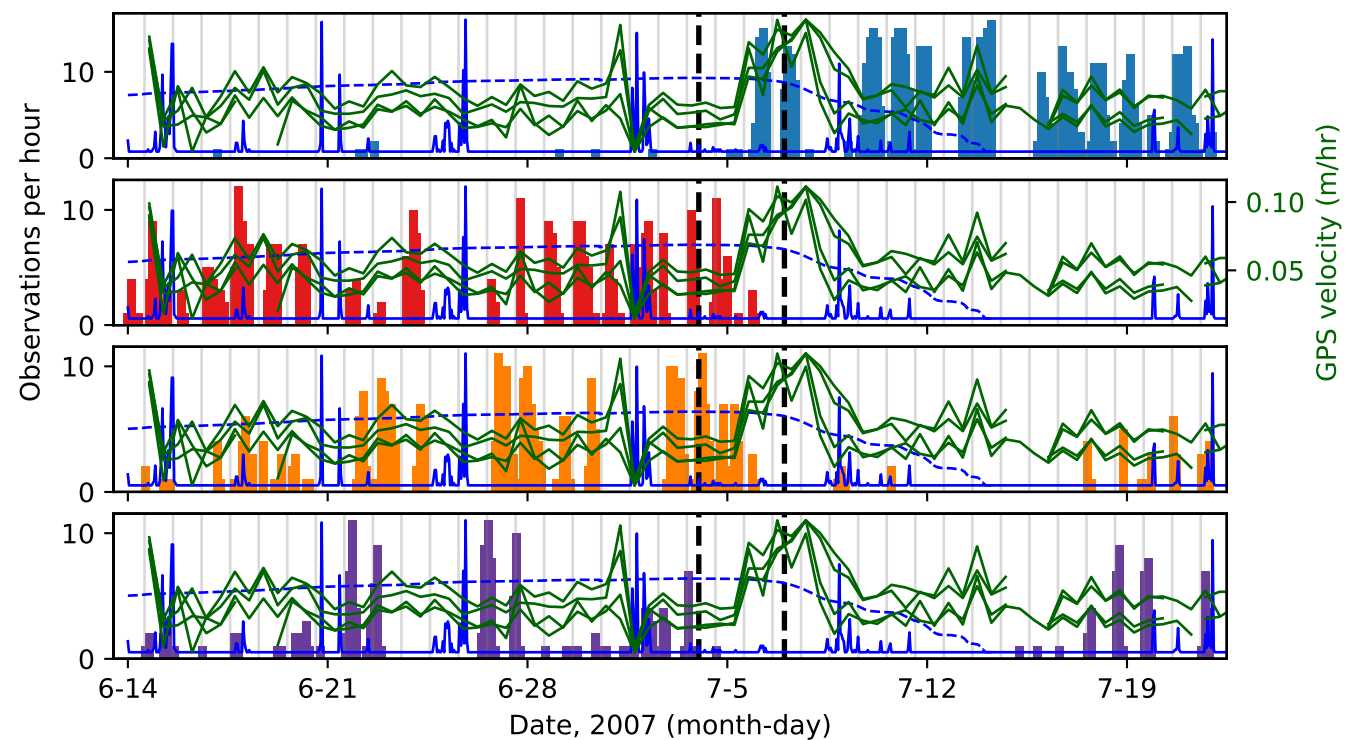 Observations per hour
10
0
10
0
10
0
10
0
0.10
0.05
GPS velocity (m/hr)
6-14 6-21 6-28 7-5 7-12 7-19
Date, 2007 (month-day)